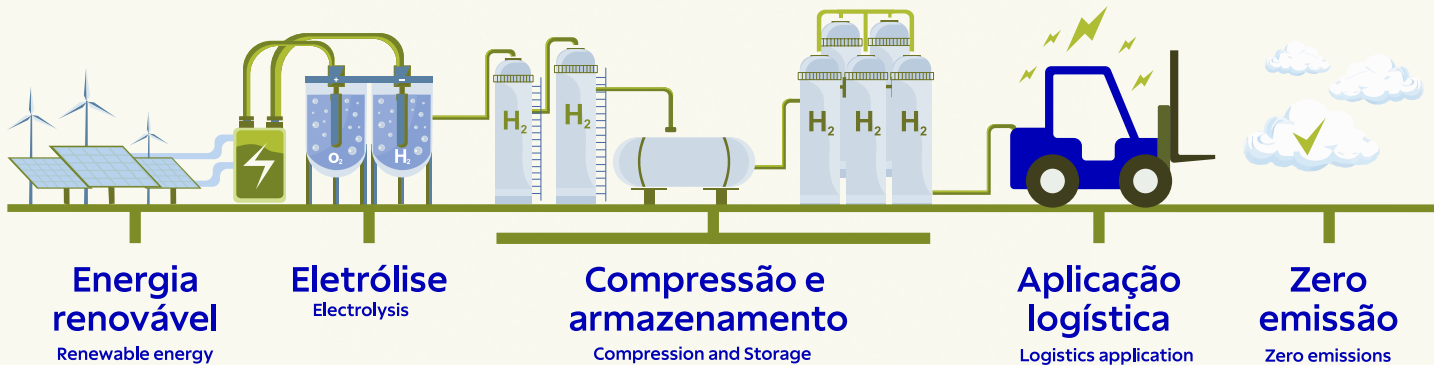 +
−
O₂
H₂
H₂
H₂
H₂
H₂
H₂
Energia
renovável
Renewable energy
Eletrólise
Electrolysis
Compressão e
armazenamento
Compression and Storage
Aplicação
logística
Logistics application
Zero
emissão
Zero emissions